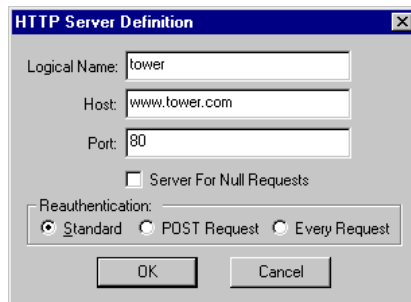 HTTP Server Definition
Logical Name: tower
Host: www.tower.com
Port: 80
Server For Null Requests
Reauthentication:
Standard POST Request Every Request
OK Cancel